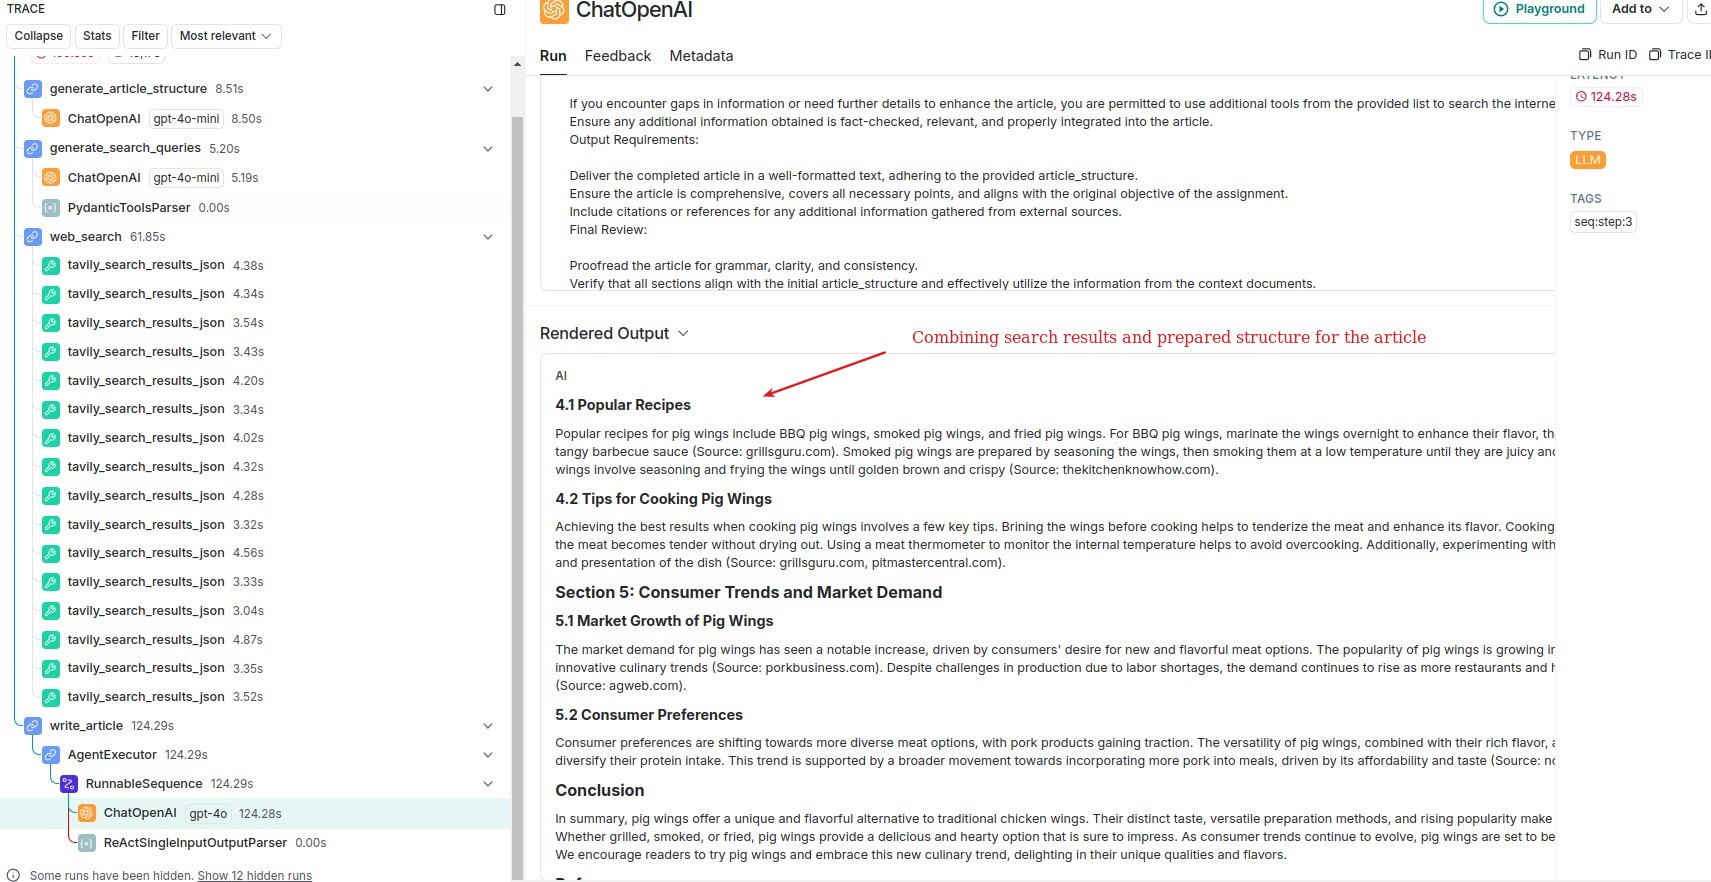 TRACE
Collapse
Stats
Filter
Most relevant
generate_article_structure 8.51s
ChatOpenAI gpt-4o-mini 8.50s
generate_search_queries 5.20s
ChatOpenAI gpt-4o-mini 5.19s
PydanticToolsParser 0.00s
web_search 61.85s
tavily_search_results_json 4.38s
tavily_search_results_json 4.34s
tavily_search_results_json 3.54s
tavily_search_results_json 3.43s
tavily_search_results_json 4.20s
tavily_search_results_json 3.34s
tavily_search_results_json 4.02s
tavily_search_results_json 4.32s
tavily_search_results_json 4.28s
tavily_search_results_json 3.32s
tavily_search_results_json 4.56s
tavily_search_results_json 3.33s
tavily_search_results_json 3.04s
tavily_search_results_json 4.87s
tavily_search_results_json 3.35s
tavily_search_results_json 3.52s
write_article 124.29s
AgentExecutor 124.29s
RunnableSequence 124.29s
ChatOpenAI gpt-4o 124.28s
ReActSingleInputOutputParser 0.00s
Some runs have been hidden. Show 12 hidden runs
ChatOpenAI
Playground
Add to
Run
Feedback
Metadata
Run ID
Trace ID
If you encounter gaps in information or need further details to enhance the article, you are permitted to use additional tools from the provided list to search the interne
Ensure any additional information obtained is fact-checked, relevant, and properly integrated into the article.
Output Requirements:
Deliver the completed article in a well-formatted text, adhering to the provided article_structure.
Ensure the article is comprehensive, covers all necessary points, and aligns with the original objective of the assignment.
Include citations or references for any additional information gathered from external sources.
Final Review:
Proofread the article for grammar, clarity, and consistency.
Verify that all sections align with the initial article_structure and effectively utilize the information from the context documents.
Rendered Output
Combining search results and prepared structure for the article
AI
4.1 Popular Recipes
Popular recipes for pig wings include BBQ pig wings, smoked pig wings, and fried pig wings. For BBQ pig wings, marinate the wings overnight to enhance their flavor, th
tangy barbecue sauce (Source: grillsguru.com). Smoked pig wings are prepared by seasoning the wings, then smoking them at a low temperature until they are juicy and
wings involve seasoning and frying the wings until golden brown and crispy (Source: thekitchenknowhow.com).
4.2 Tips for Cooking Pig Wings
Achieving the best results when cooking pig wings involves a few key tips. Brining the wings before cooking helps to tenderize the meat and enhance its flavor. Cooking
the meat becomes tender without drying out. Using a meat thermometer to monitor the internal temperature helps to avoid overcooking. Additionally, experimenting with
and presentation of the dish (Source: grillsguru.com, pitmastercentral.com).
Section 5: Consumer Trends and Market Demand
5.1 Market Growth of Pig Wings
The market demand for pig wings has seen a notable increase, driven by consumers' desire for new and flavorful meat options. The popularity of pig wings is growing in
innovative culinary trends (Source: porkbusiness.com). Despite challenges in production due to labor shortages, the demand continues to rise as more restaurants and h
(Source: agweb.com).
5.2 Consumer Preferences
Consumer preferences are shifting towards more diverse meat options, with pork products gaining traction. The versatility of pig wings, combined with their rich flavor, a
diversify their protein intake. This trend is supported by a broader movement towards incorporating more pork into meals, driven by its affordability and taste (Source: no
Conclusion
In summary, pig wings offer a unique and flavorful alternative to traditional chicken wings. Their distinct taste, versatile preparation methods, and rising popularity make
Whether grilled, smoked, or fried, pig wings provide a delicious and hearty option that is sure to impress. As consumer trends continue to evolve, pig wings are set to be
We encourage readers to try pig wings and embrace this new culinary trend, delighting in their unique qualities and flavors.
LATENCY
124.28s
TYPE
LLM
TAGS
seq:step:3